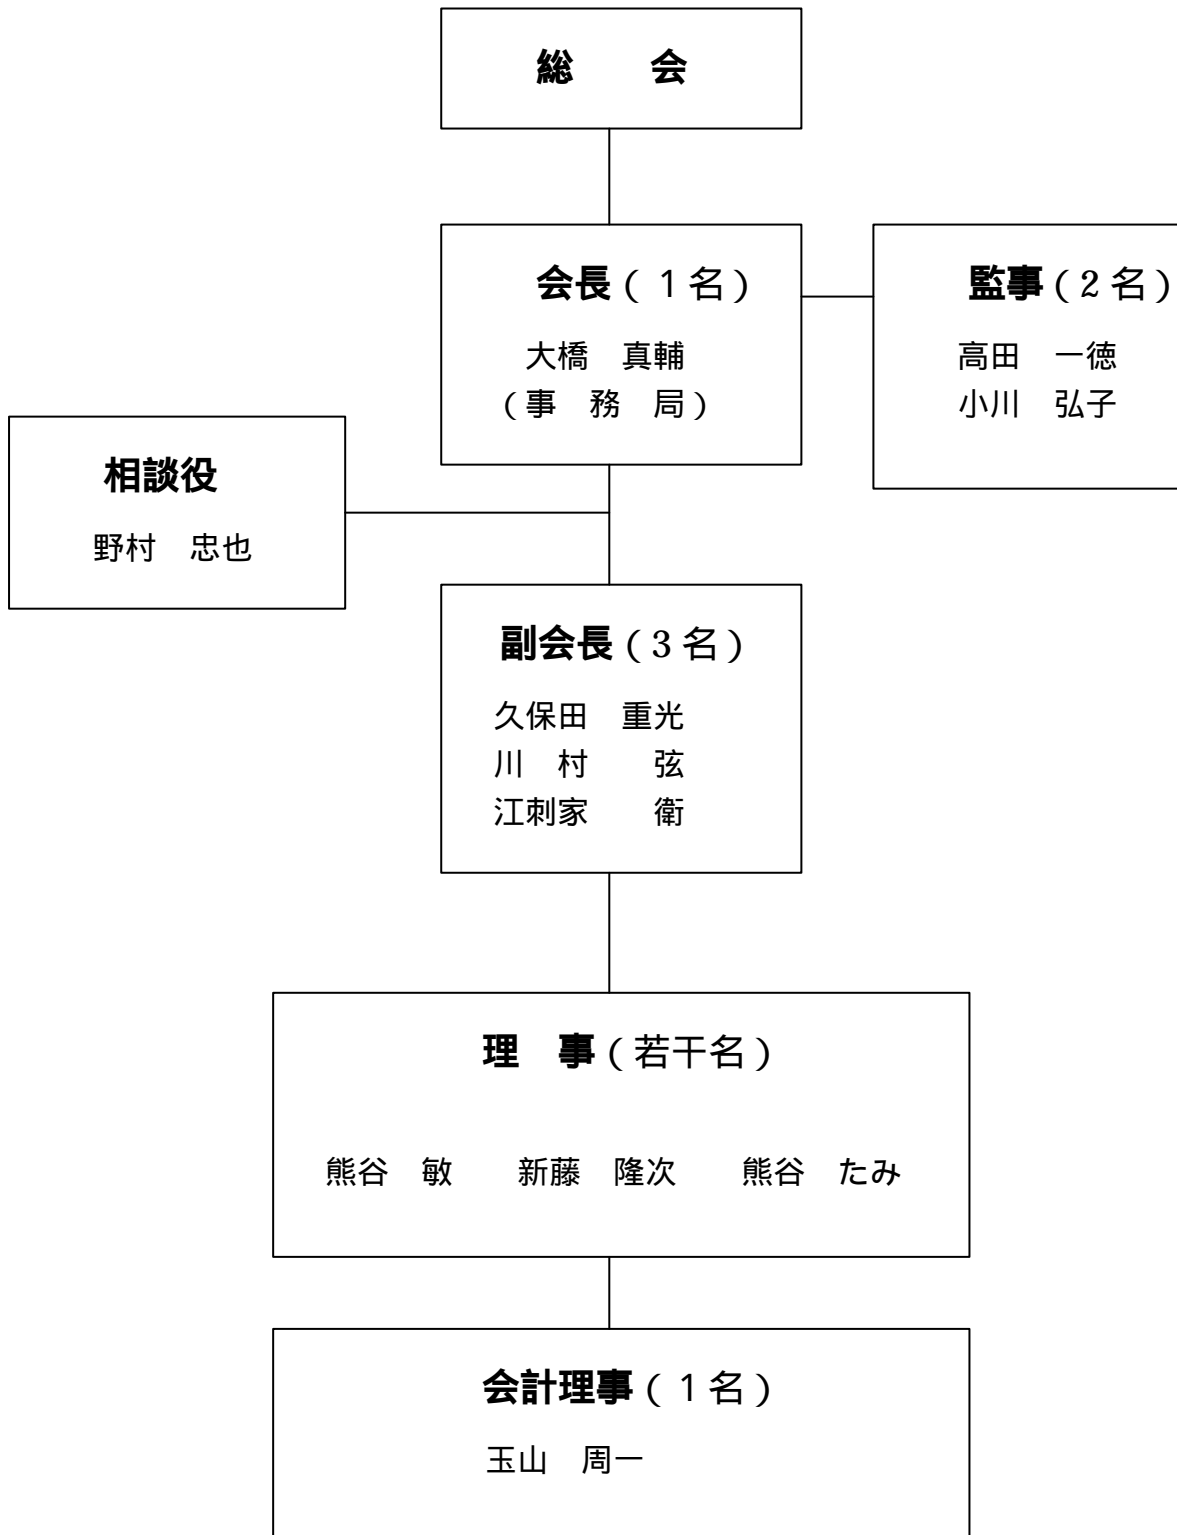 総　会
会長（１名）
大橋　真輔
（事　務　局）
監事（2 名）
高田　一徳
小川　弘子
相談役
野村　忠也
副会長（3 名）
久保田　重光
川　村　　弦
江刺家　　衛
理　事（若干名）
熊谷　敏　　新藤　隆次　　熊谷　たみ
会計理事（１名）
玉山　周一